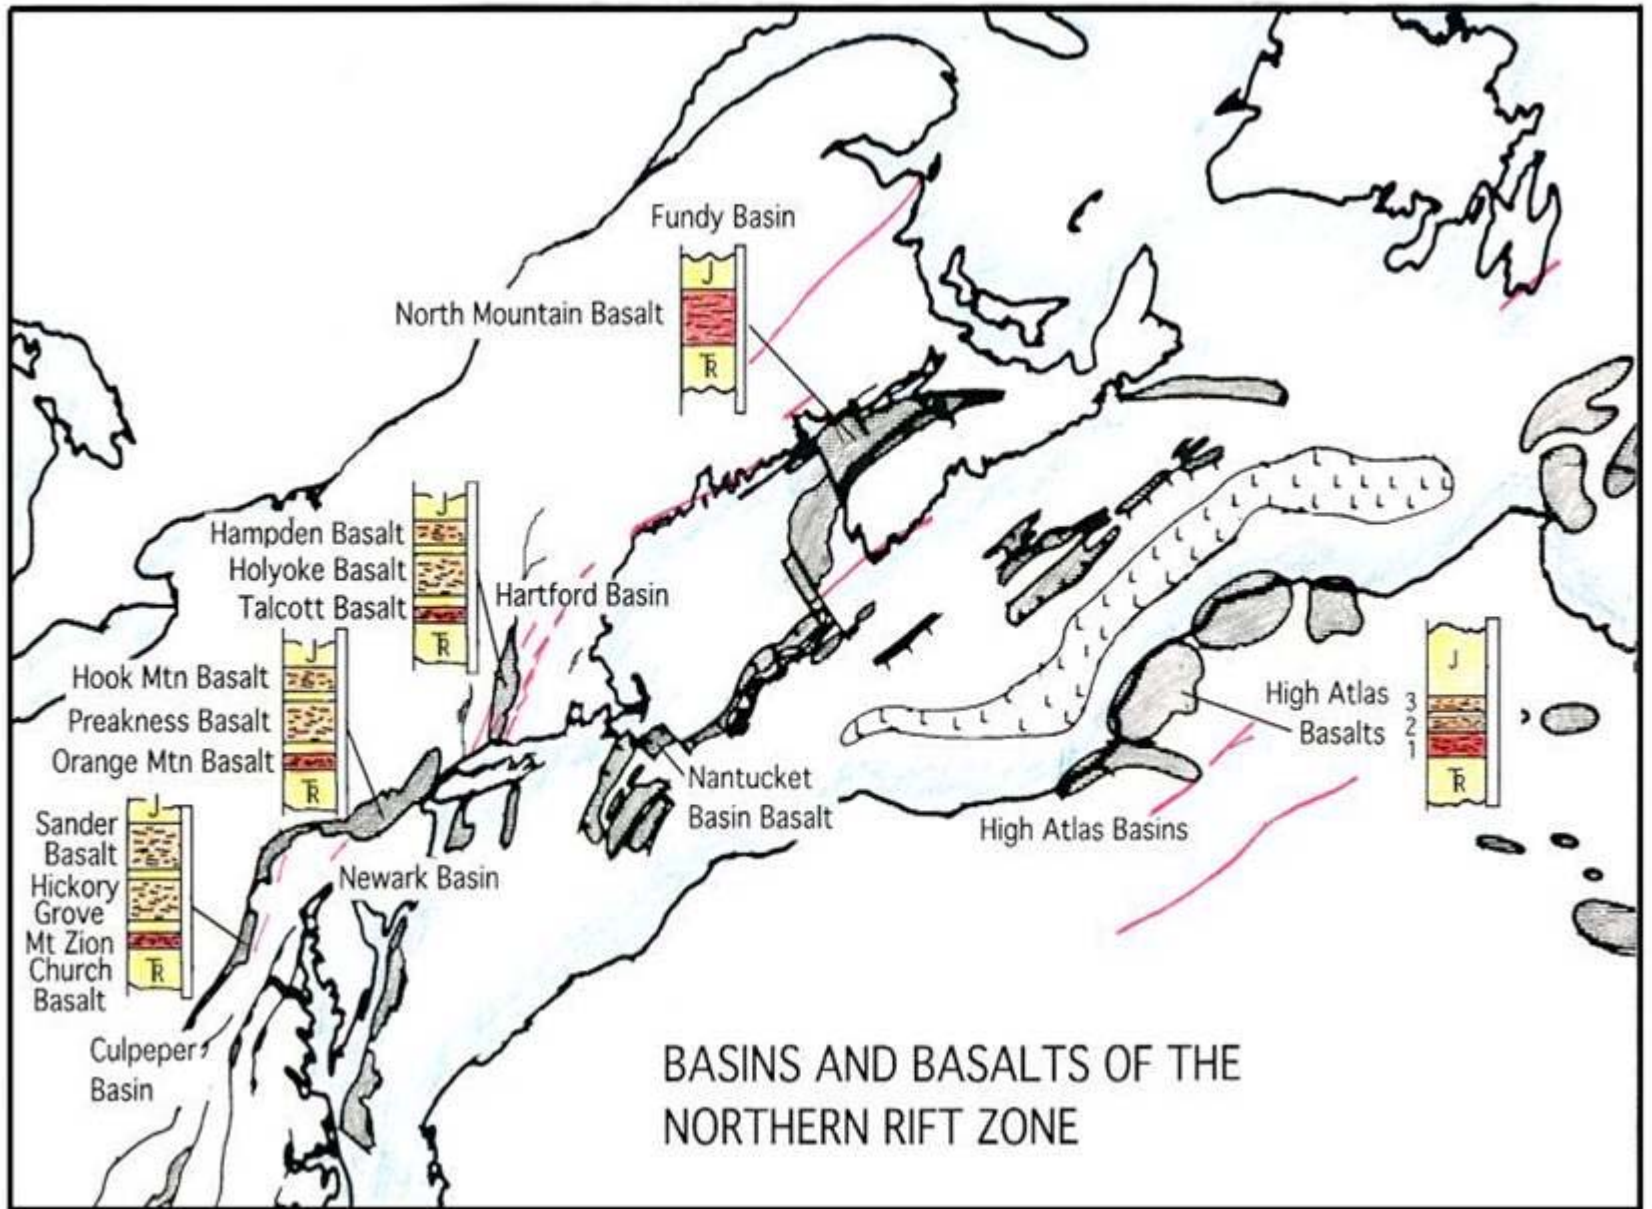 Fundy Basin
J
North Mountain Basalt
TR
J
Hampden Basalt
Holyoke Basalt
Talcott Basalt
TR
Hartford Basin
J
Hook Mtn Basalt
Preakness Basalt
Orange Mtn Basalt
TR
Newark Basin
J
Sander
Basalt
Hickory
Grove
Mt Zion
Church
Basalt
TR
Culpeper
Basin
Nantucket
Basin Basalt
High Atlas
Basalts
J
3
2
1
TR
High Atlas Basins
BASINS AND BASALTS OF THE
NORTHERN RIFT ZONE